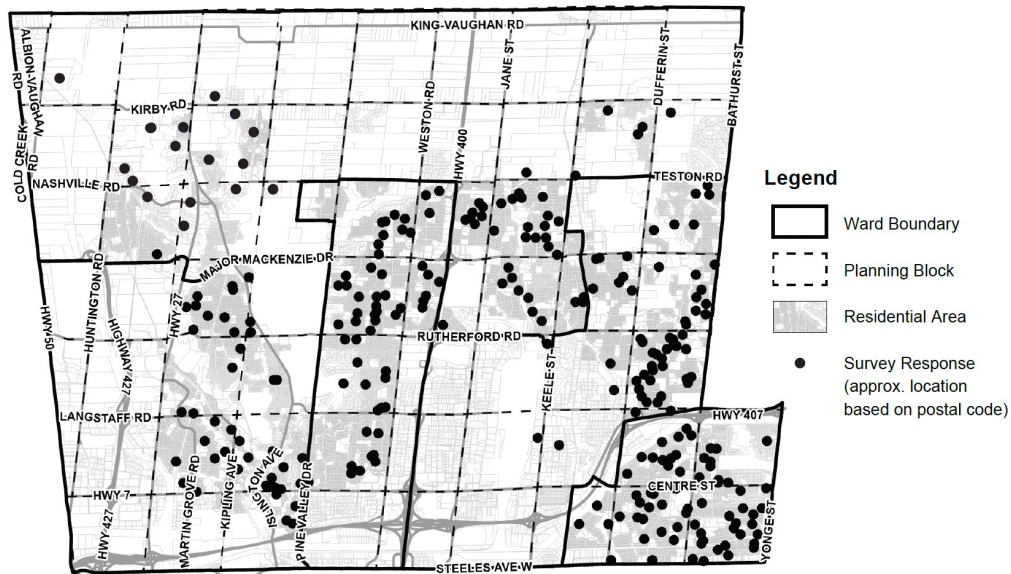 KING-VAUGHAN RD
ALBION-VAUGHAN RD
COLD CREEK RD
KIRBY RD
WESTON RD
HWY 400
JANE ST
DUFFERIN ST
BATHURST ST
NASHVILLE RD
TESTON RD
MAJOR MACKENZIE DR
HWY 50
HUNTINGTON RD
HIGHWAY 427
HWY 27
RUTHERFORD RD
KEELE ST
LANGSTAFF RD
HWY 407
MARTIN GROVE RD
KIPLING AVE
ISLINGTON AVE
PINE VALLEY DR
CENTRE ST
HWY 7
HWY 427
YONGE ST
STEELES AVE W
Legend
Ward Boundary
Planning Block
Residential Area
Survey Response
(approx. location
based on postal code)